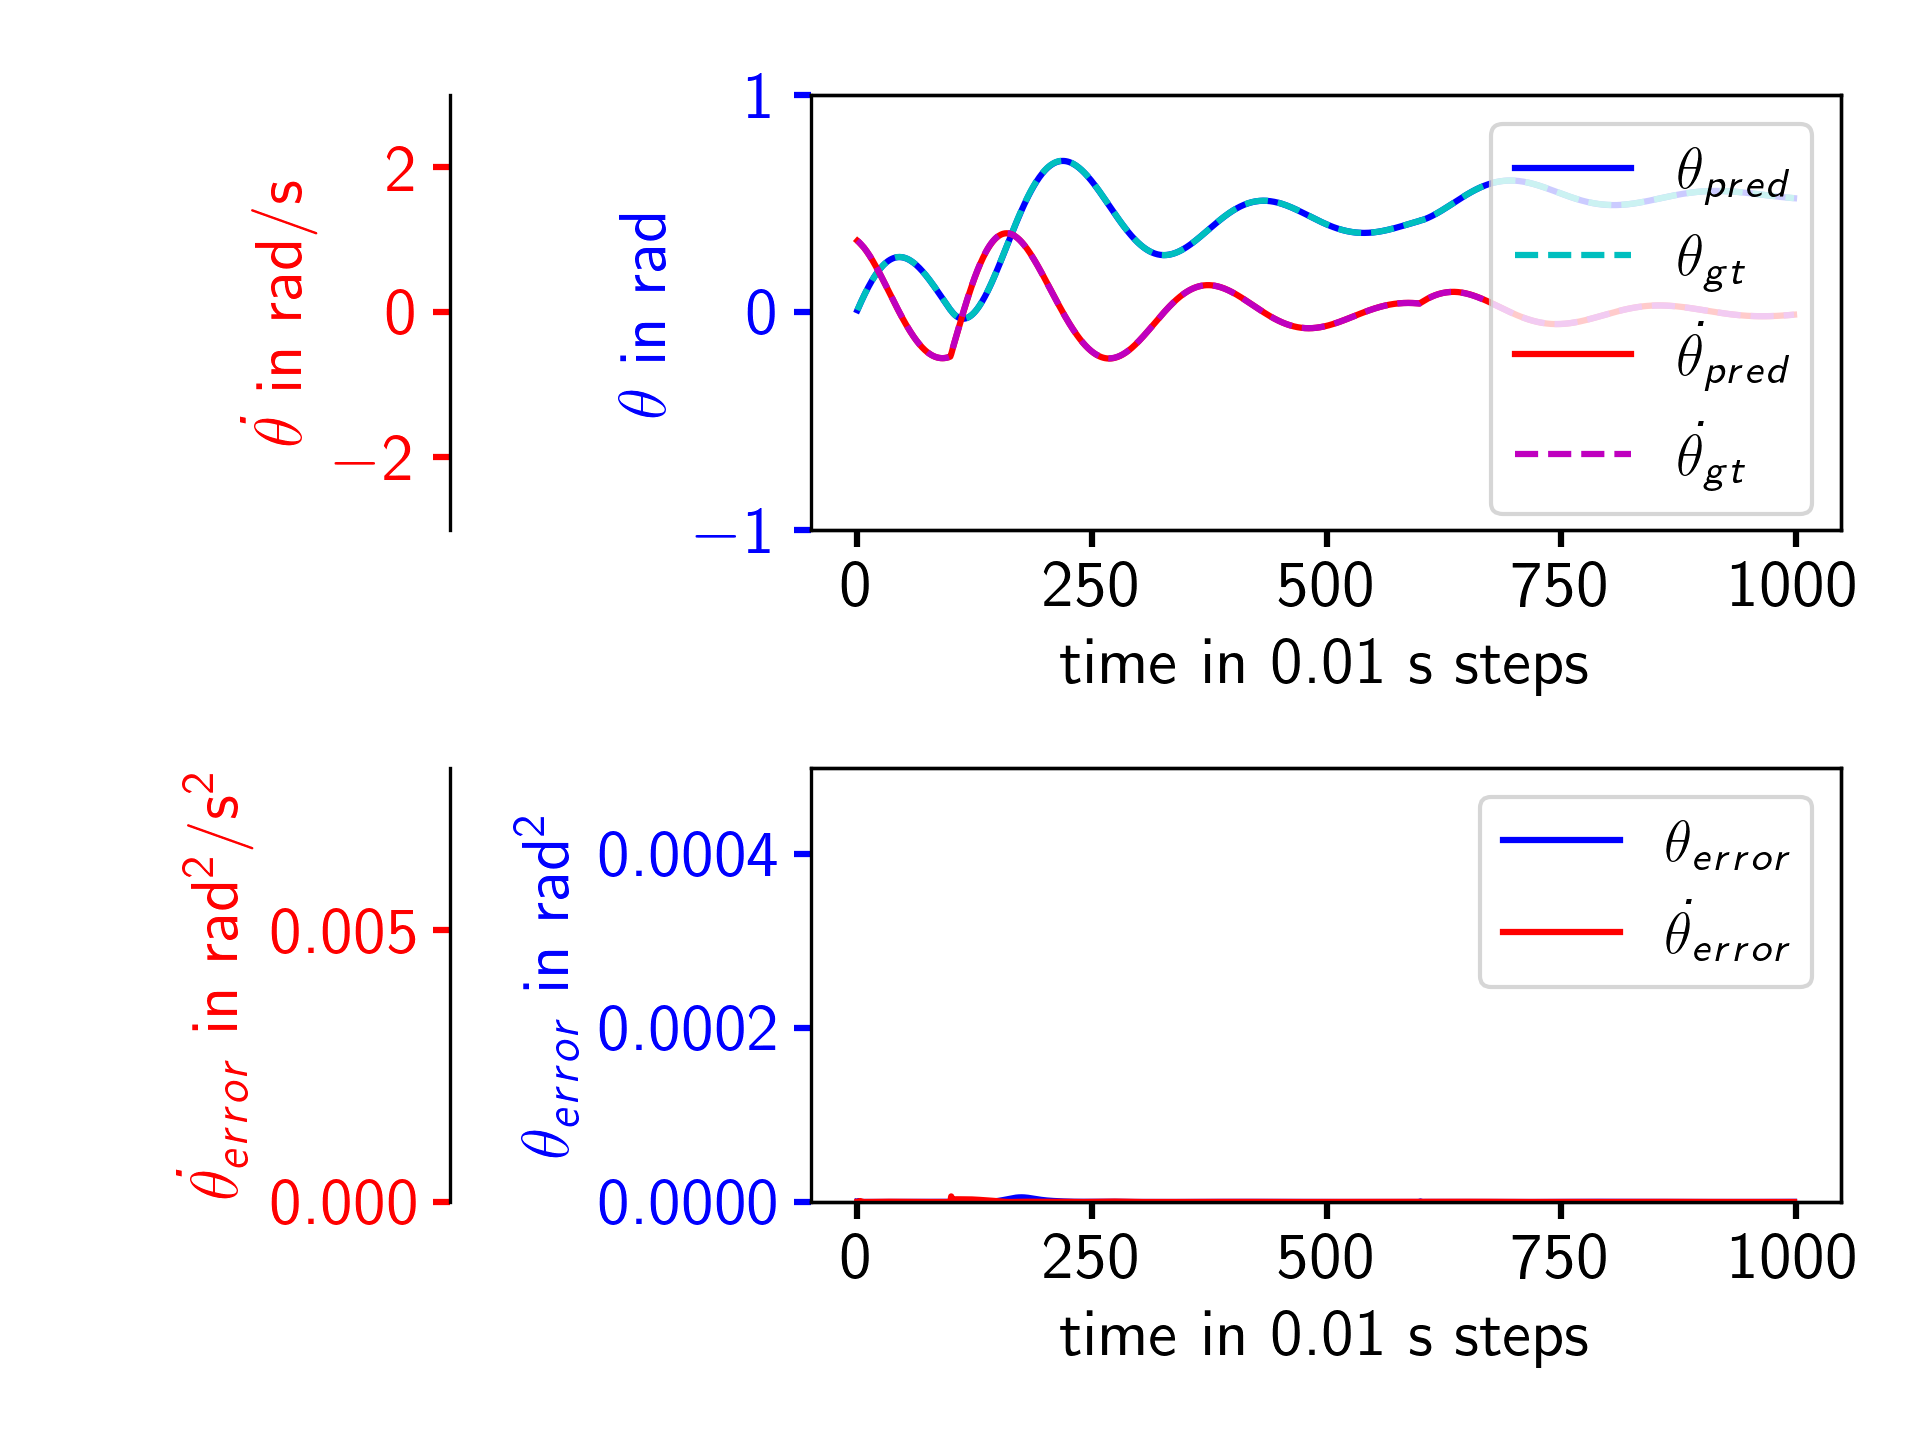 θ̇ in rad/s
2
0
−2
θ in rad
1
0
−1
θ_pred
θ_gt
θ̇_pred
θ̇_gt
0 250 500 750 1000
time in 0.01 s steps
θ̇_error in rad²/s²
0.005
0.000
θ_error in rad²
0.0004
0.0002
0.0000
θ_error
θ̇_error
0 250 500 750 1000
time in 0.01 s steps